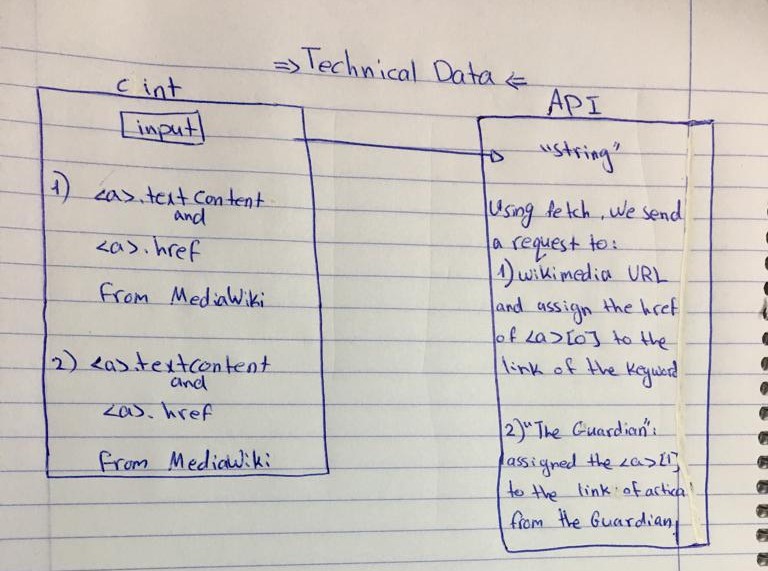 ⇒ Technical Data ⇐
c int
input
1) <a>.textContent
and
<a>.href
From MediaWiki
2) <a>.textcontent
and
<a>.href
From MediaWiki
API
"string"
Using fetch, we send
a request to:
1) wikimedia URL
and assign the href
of <a>[0] to the
link of the keyword
2) "The Guardian":
assigned the <a>[1]
to the link of artica
from the Guardian.